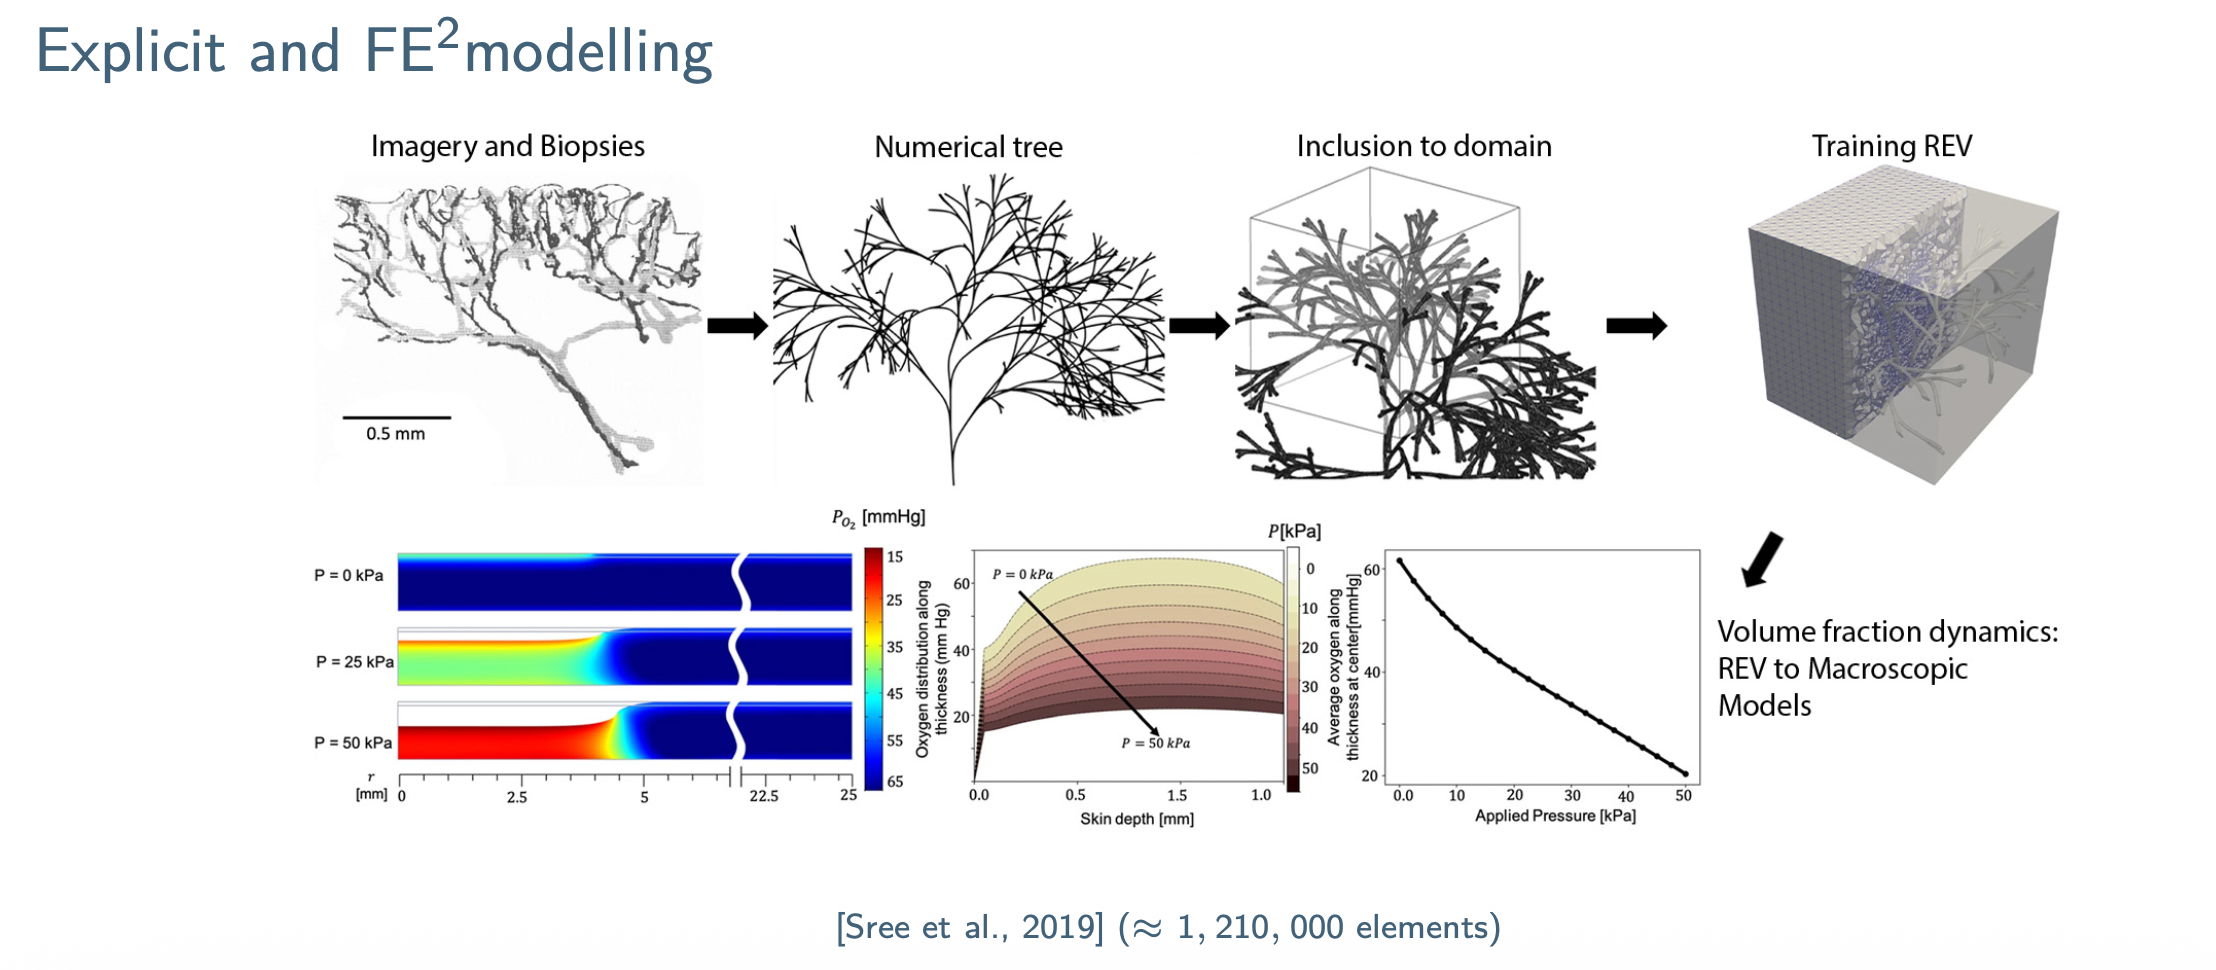 Explicit and FE²modelling
Imagery and Biopsies
Numerical tree
Inclusion to domain
Training REV
0.5 mm
P_{O_2} [mmHg]
P = 0 kPa
P = 25 kPa
P = 50 kPa
15
25
35
45
55
65
r
[mm]
0
2.5
5
22.5
25
Oxygen distribution along
thickness (mm Hg)
60
40
20
P = 0 kPa
P = 50 kPa
0.0
0.5
1.5
1.0
Skin depth [mm]
P[kPa]
0
10
20
30
40
50
Average oxygen along
thickness at center[mmHg]
60
40
20
0.0
10
20
30
40
50
Applied Pressure [kPa]
Volume fraction dynamics:
REV to Macroscopic
Models
[Sree et al., 2019] (≈ 1, 210, 000 elements)